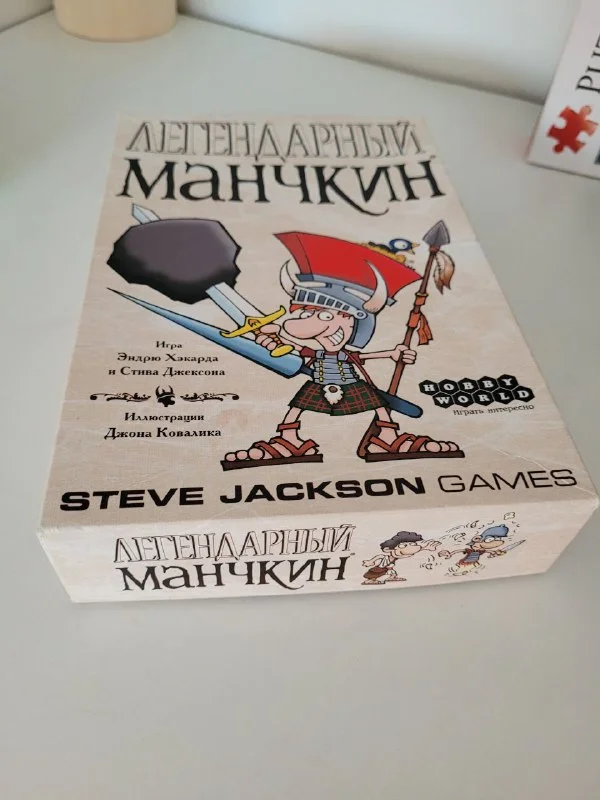 ЛЕГЕНДАРНЫЙ
МАНЧКИН
Игра
Эндрю Хэкарда
и Стива Джексона
Иллюстрации
Джона Ковалика
HOBBY
WORLD
Играть интересно
STEVE JACKSON GAMES
ЛЕГЕНДАРНЫЙ
МАНЧКИН